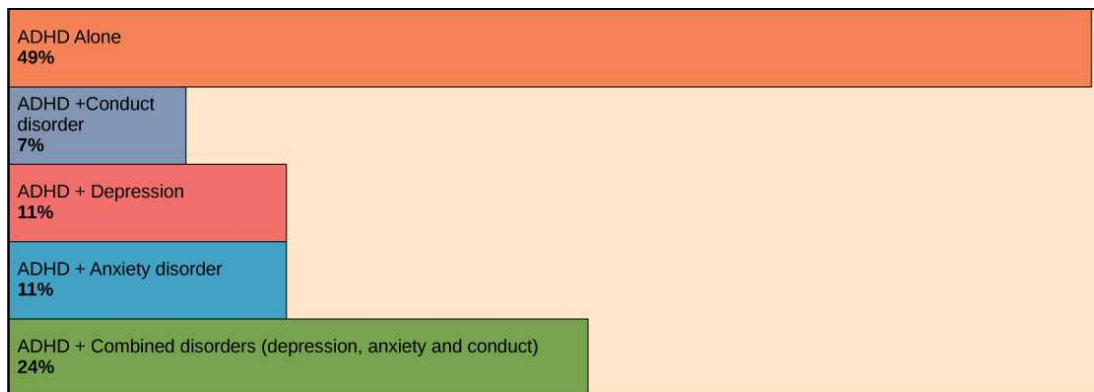 ADHD Alone
49%
ADHD +Conduct
disorder
7%
ADHD + Depression
11%
ADHD + Anxiety disorder
11%
ADHD + Combined disorders (depression, anxiety and conduct)
24%